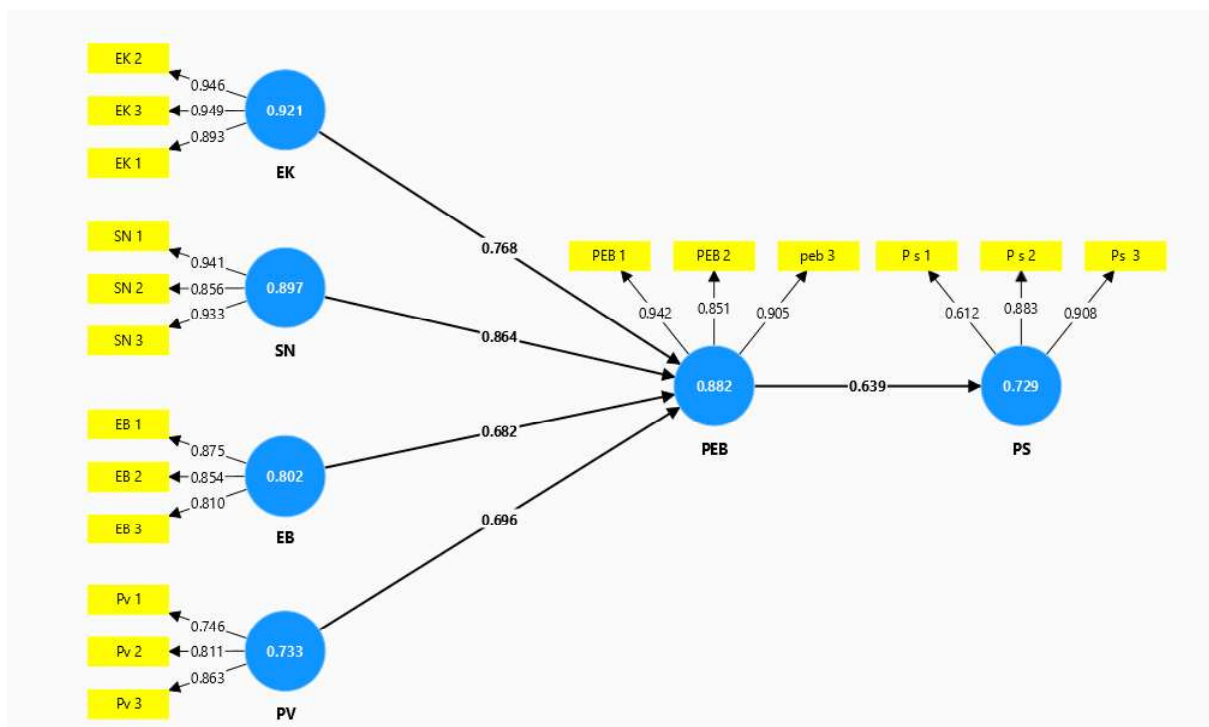 EK 2
EK 3
EK 1
0.946
0.949
0.893
0.921
EK
SN 1
SN 2
SN 3
0.941
0.856
0.933
0.897
SN
EB 1
EB 2
EB 3
0.875
0.854
0.810
0.802
EB
Pv 1
Pv 2
Pv 3
0.746
0.811
0.863
0.733
PV
0.768
0.864
0.682
0.696
PEB 1
PEB 2
peb 3
0.942
0.851
0.905
0.882
PEB
0.639
P s 1
P s 2
Ps 3
0.612
0.883
0.908
0.729
PS